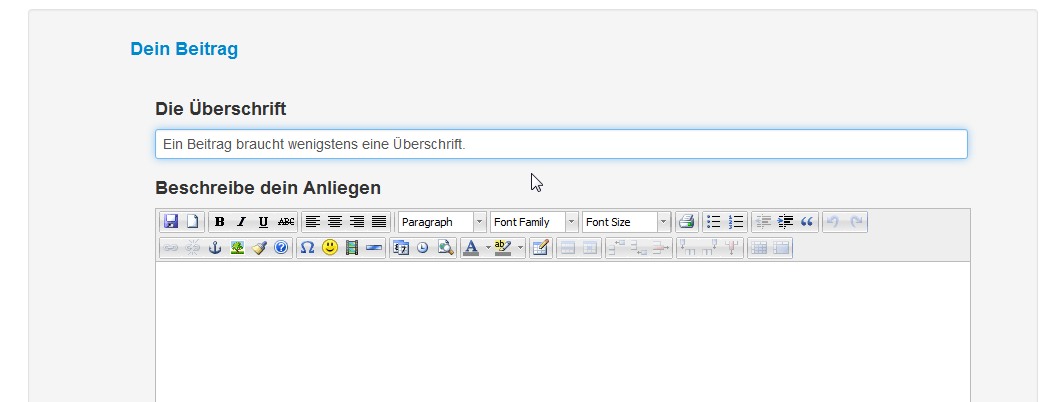 Dein Beitrag
Die Überschrift
Ein Beitrag braucht wenigstens eine Überschrift.
Beschreibe dein Anliegen
B I U ABC Paragraph Font Family Font Size
Ω A ab